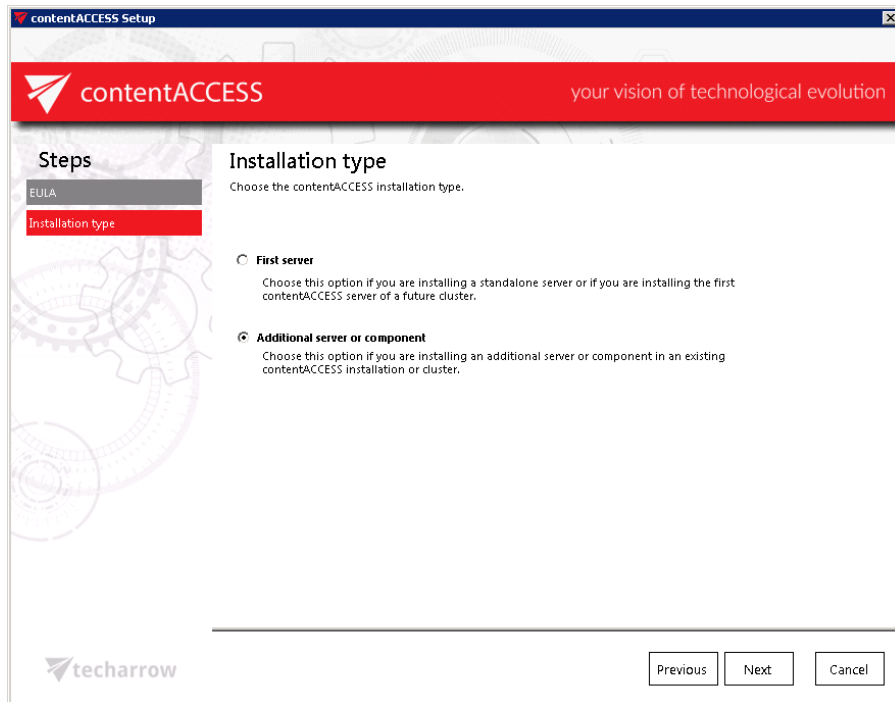 contentACCESS Setup
contentACCESS
your vision of technological evolution
Steps
EULA
Installation type
Installation type
Choose the contentACCESS installation type.
First server
Choose this option if you are installing a standalone server or if you are installing the first
contentACCESS server of a future cluster.
Additional server or component
Choose this option if you are installing an additional server or component in an existing
contentACCESS installation or cluster.
techarrow
Previous
Next
Cancel